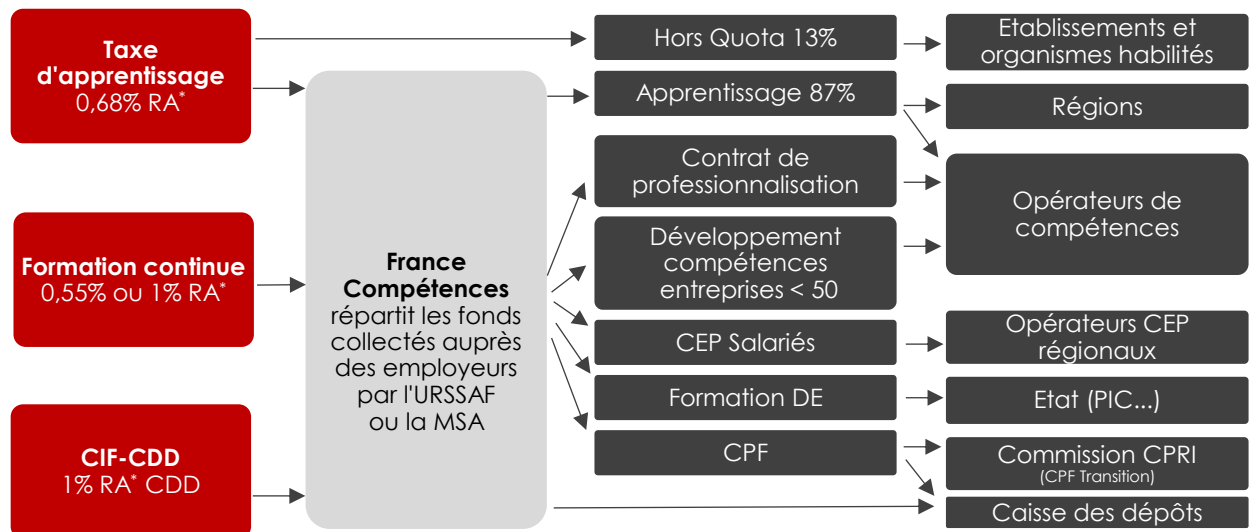 Taxe
d'apprentissage
0,68% RA*
Formation continue
0,55% ou 1% RA*
CIF-CDD
1% RA* CDD
France
Compétences
répartit les fonds
collectés auprès
des employeurs
par l'URSSAF
ou la MSA
Hors Quota 13%
Apprentissage 87%
Contrat de
professionnalisation
Développement
compétences
entreprises < 50
CEP Salariés
Formation DE
CPF
Etablissements et
organismes habilités
Régions
Opérateurs de
compétences
Opérateurs CEP
régionaux
Etat (PIC...)
Commission CPRI
(CPF Transition)
Caisse des dépôts